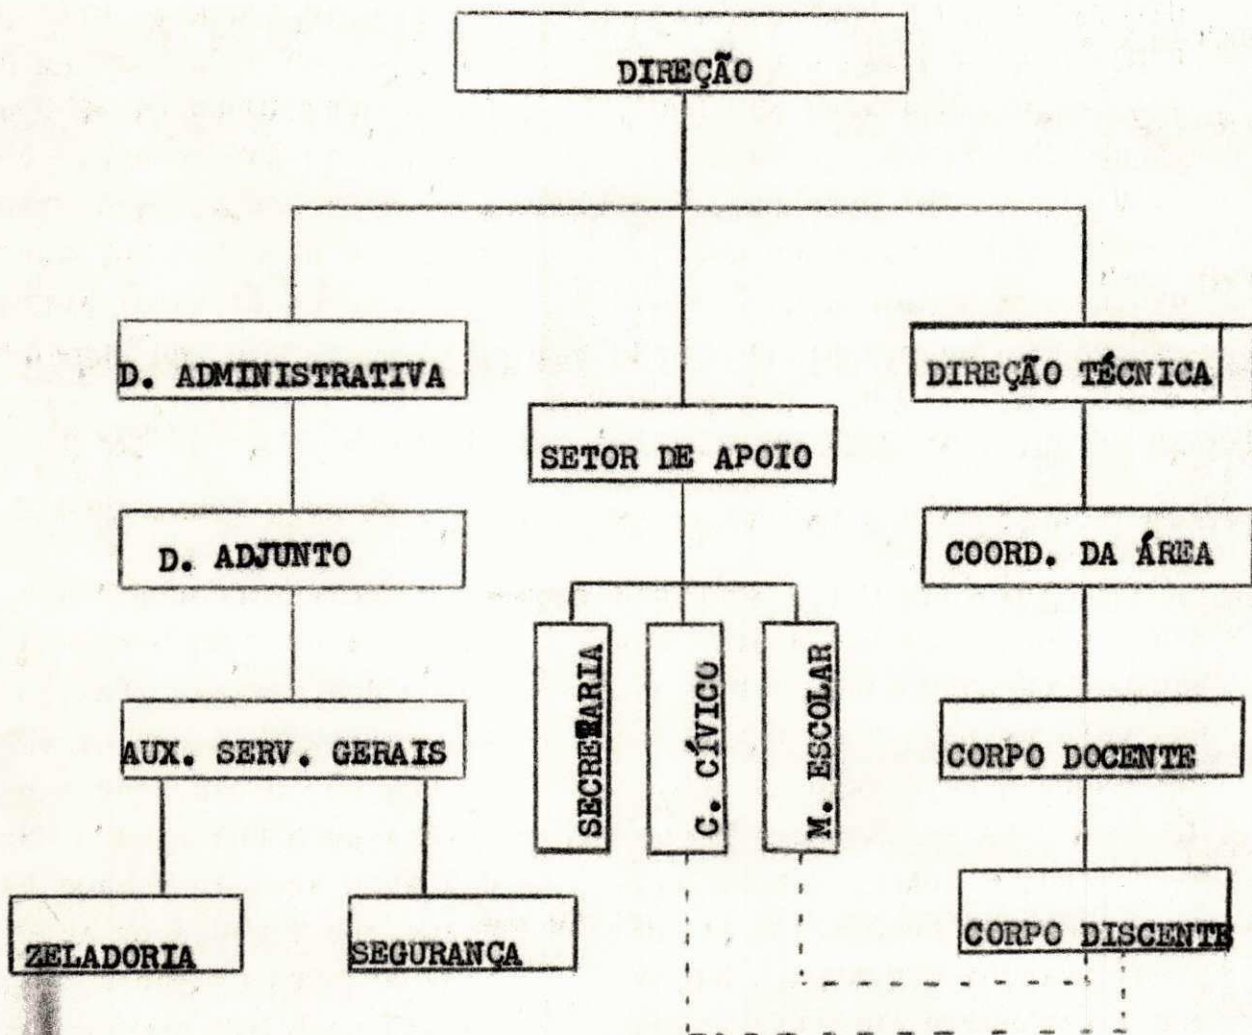 DIREÇÃO
D. ADMINISTRATIVA
DIREÇÃO TÉCNICA
SETOR DE APOIO
D. ADJUNTO
COORD. DA ÁREA
SECRETARIA
C. CÍVICO
M. ESCOLAR
AUX. SERV. GERAIS
CORPO DOCENTE
ZELADORIA
SEGURANÇA
CORPO DISCENTE